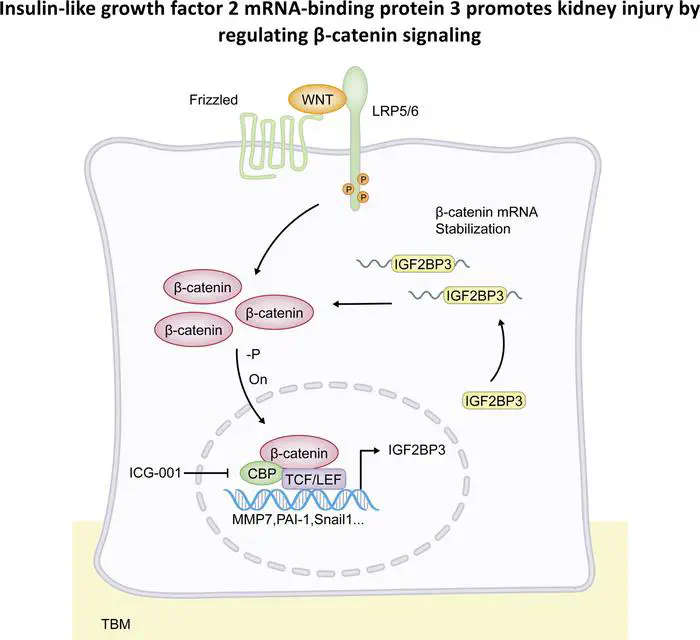 Insulin-like growth factor 2 mRNA-binding protein 3 promotes kidney injury by
regulating β-catenin signaling
Frizzled
WNT
LRP5/6
P
P
P
β-catenin mRNA
Stabilization
IGF2BP3
IGF2BP3
β-catenin
β-catenin
β-catenin
-P
On
IGF2BP3
β-catenin
IGF2BP3
ICG-001
CBP
TCF/LEF
MMP7,PAI-1,Snail1...
TBM